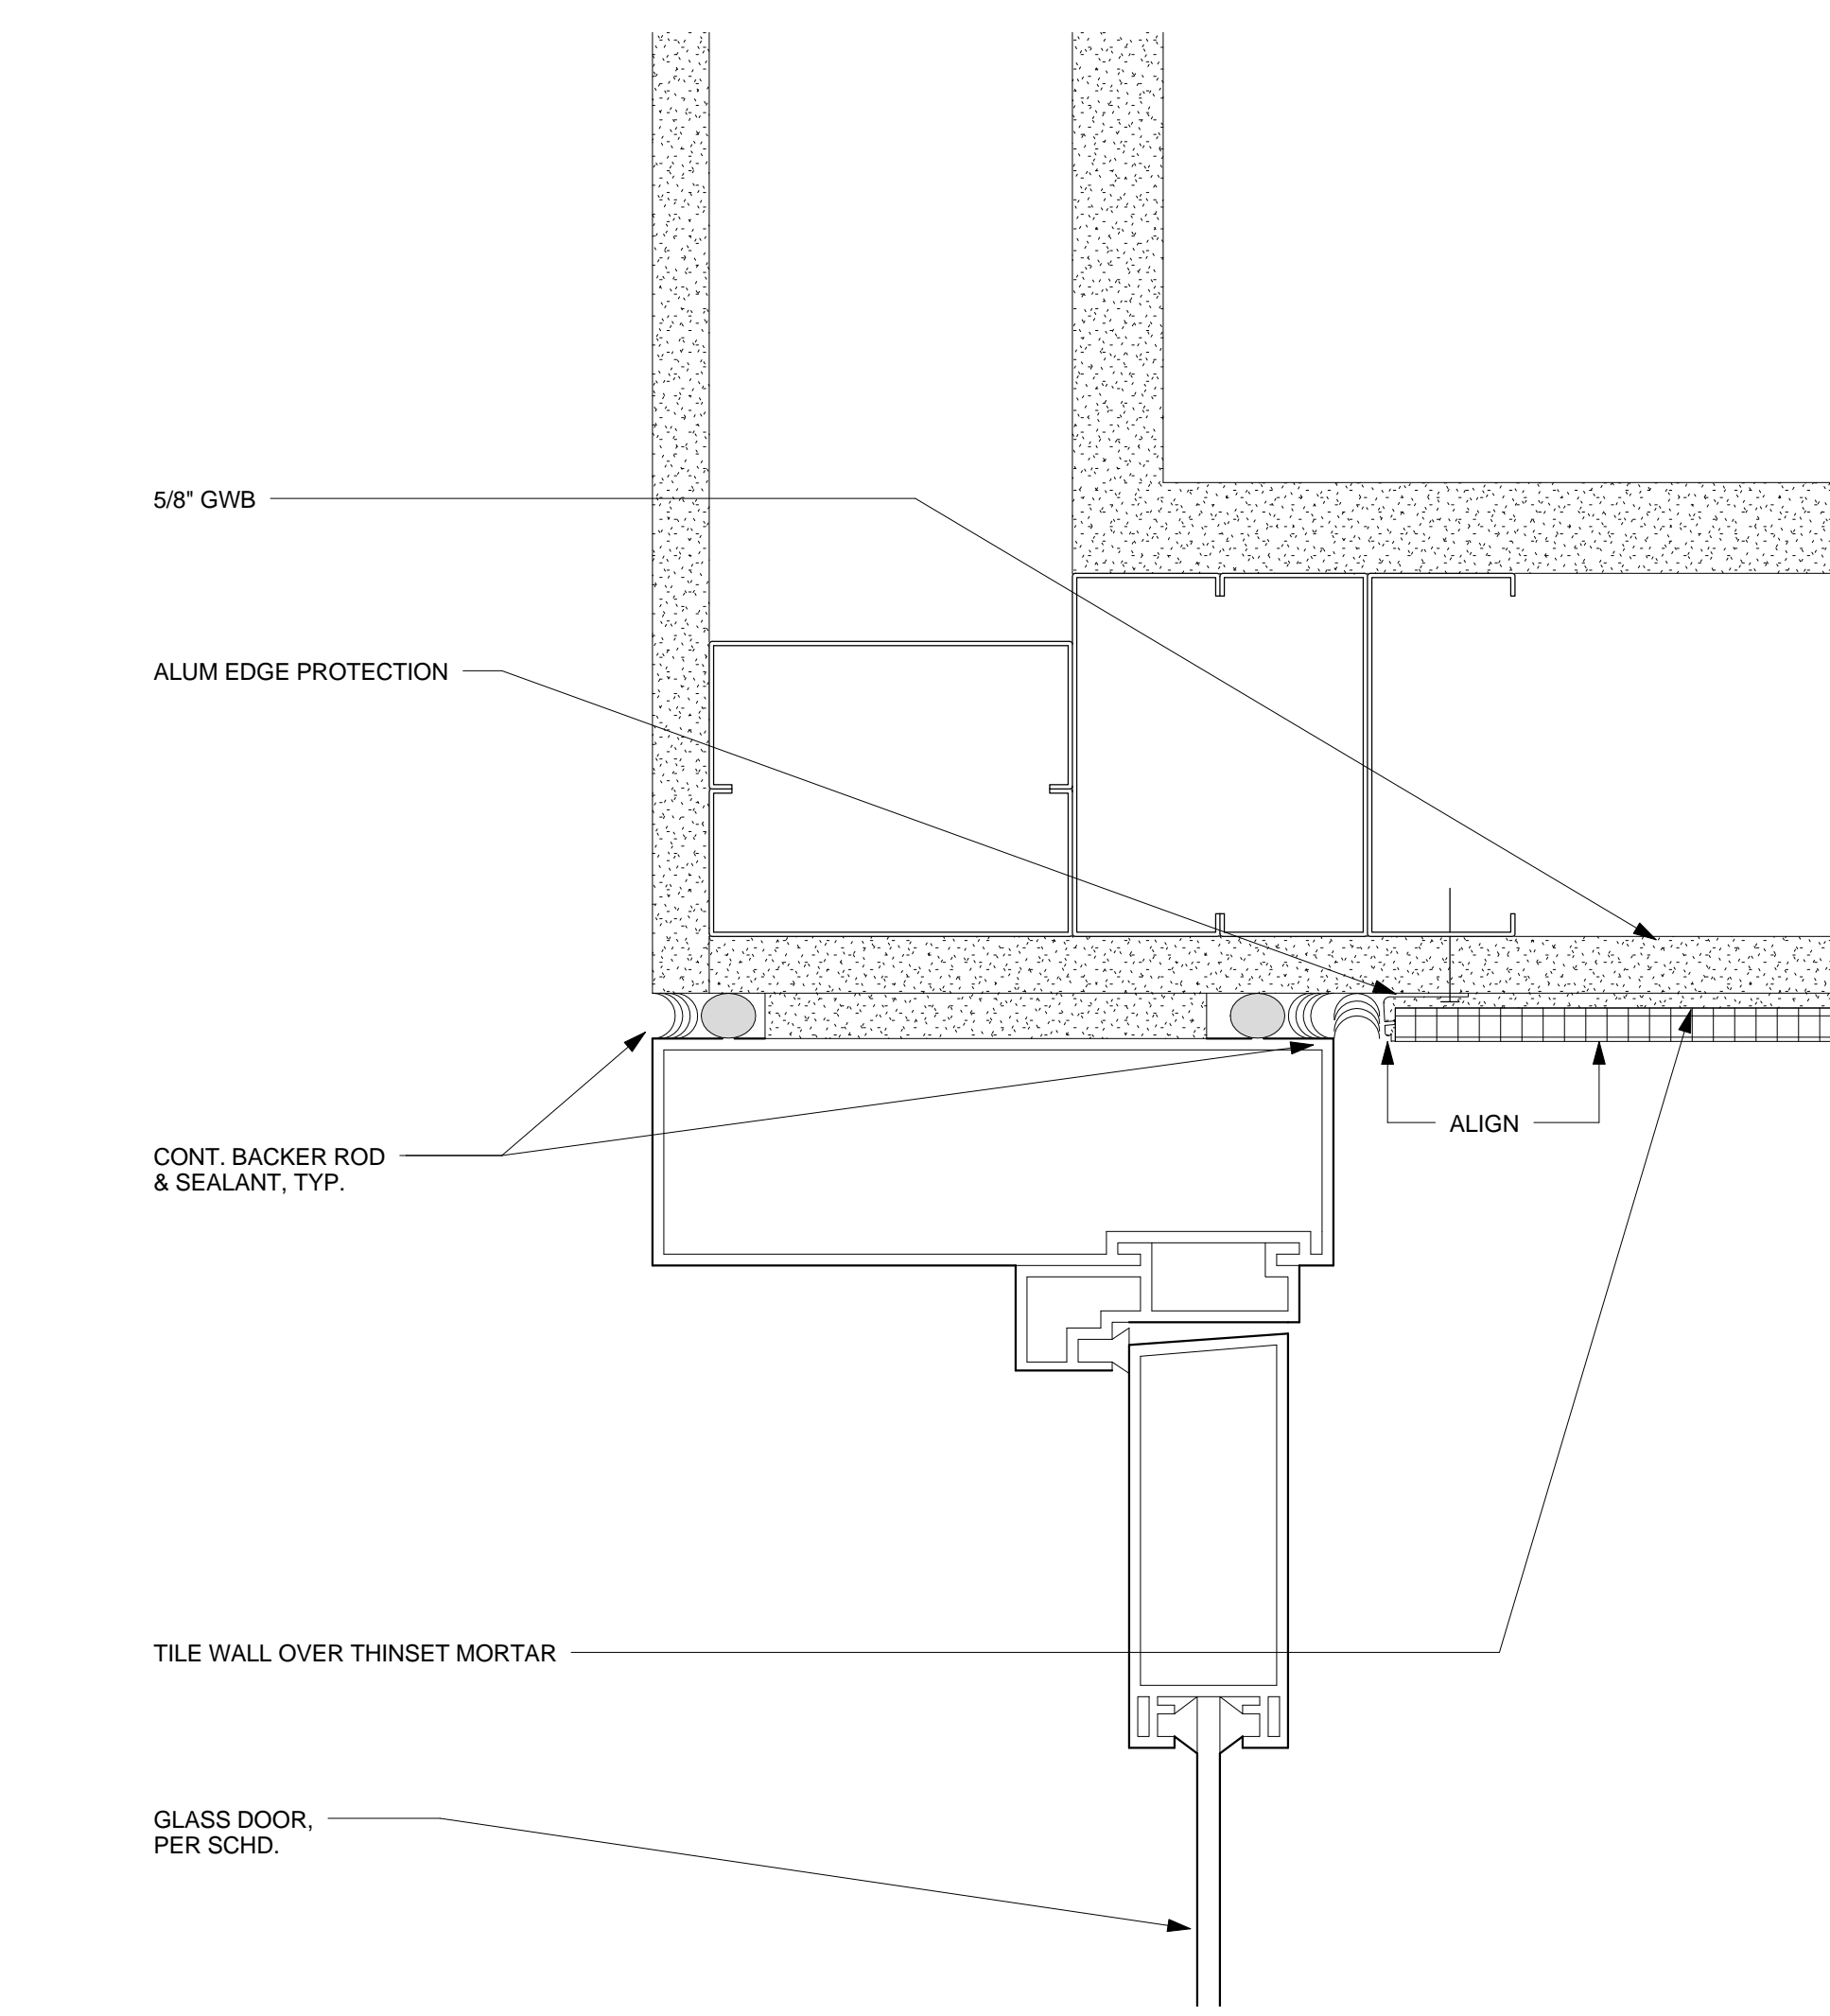 5/8" GWB
ALUM EDGE PROTECTION
ALIGN
CONT. BACKER ROD
& SEALANT, TYP.
TILE WALL OVER THINSET MORTAR
GLASS DOOR,
PER SCHD.